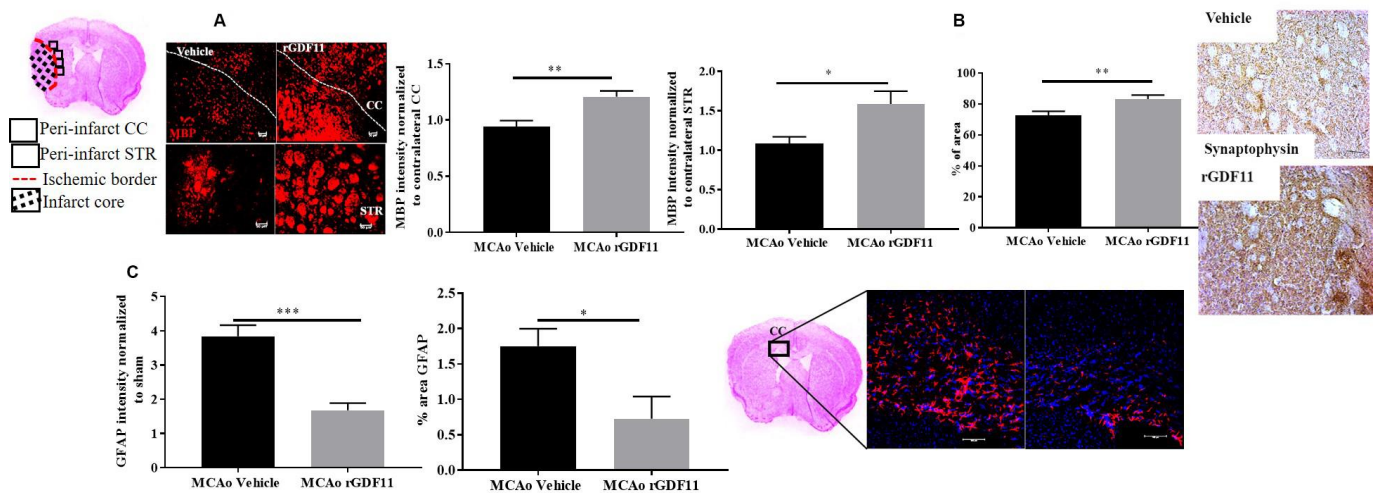 A
Peri-infarct CC
Peri-infarct STR
Ischemic border
Infarct core
Vehicle
rGDF11
CC
MBP
STR
MBP intensity normalized
to contralateral CC
1.5
1.0
0.5
0.0
**
MCAo Vehicle
MCAo rGDF11
MBP intensity normalized
to contralateral STR
2.0
1.5
1.0
0.5
0.0
*
MCAo Vehicle
MCAo rGDF11
B
% of area
100
80
60
40
20
0
**
MCAo Vehicle
MCAo rGDF11
Vehicle
Synaptophysin
rGDF11
C
GFAP intensity normalized
to sham
5
4
3
2
1
0
***
MCAo Vehicle
MCAo rGDF11
% area GFAP
2.5
2.0
1.5
1.0
0.5
0.0
*
MCAo Vehicle
MCAo rGDF11
CC